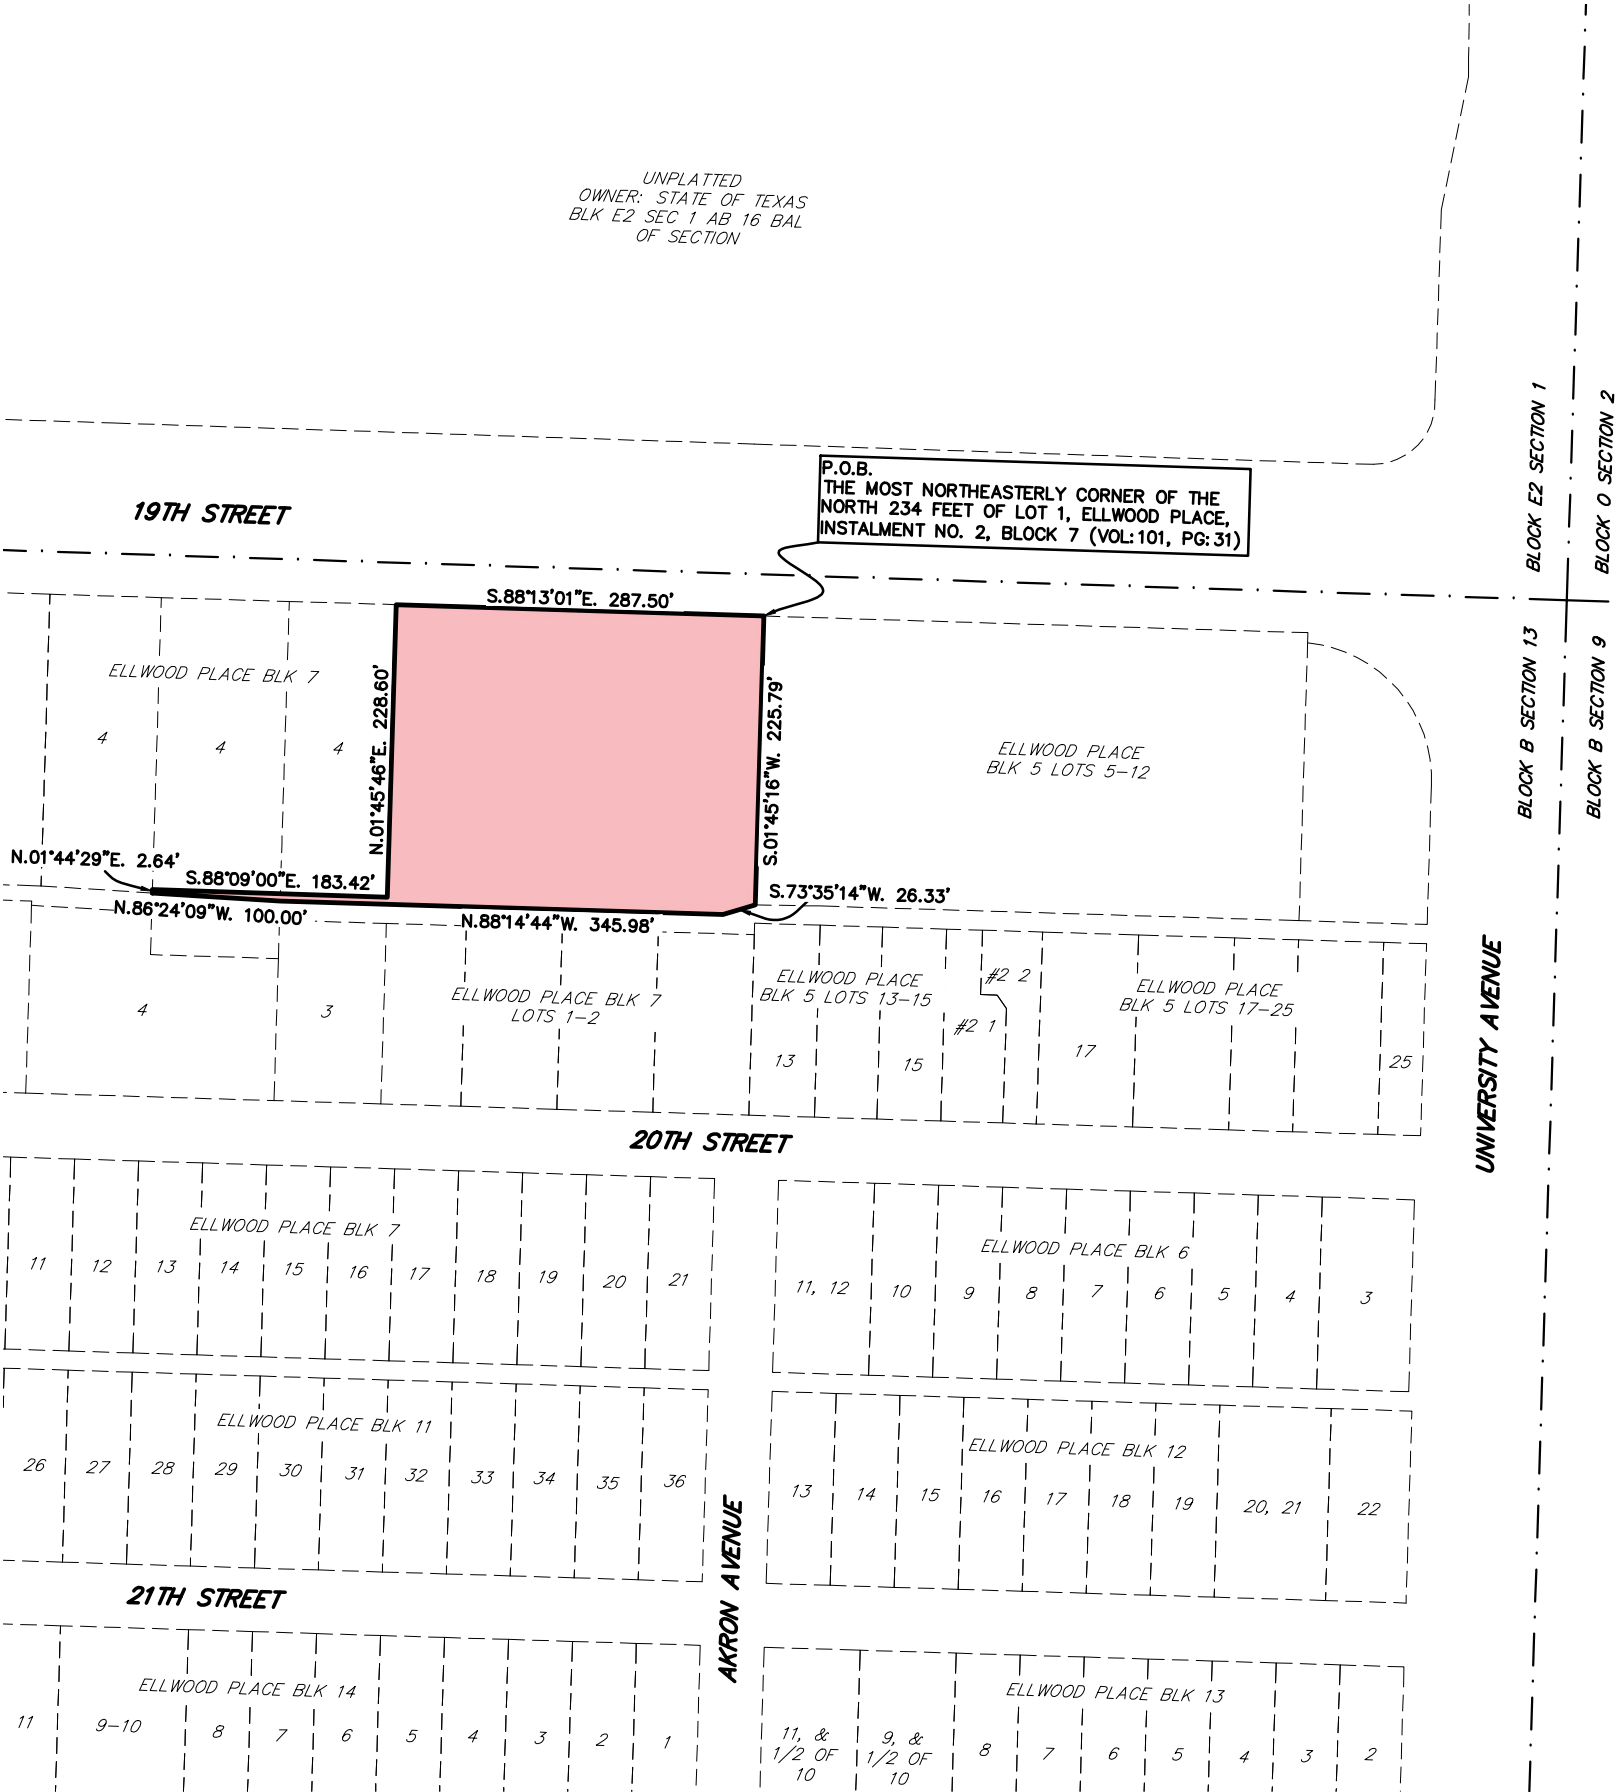 UNPLATTED
OWNER: STATE OF TEXAS
BLK E2 SEC 1 AB 16 BAL
OF SECTION
BLOCK E2 SECTION 1
BLOCK O SECTION 2
P.O.B.
THE MOST NORTHEASTERLY CORNER OF THE
NORTH 234 FEET OF LOT 1, ELLWOOD PLACE,
INSTALMENT NO. 2, BLOCK 7 (VOL:101, PG:31)
19TH STREET
S.88°13'01"E. 287.50'
BLOCK B SECTION 13
BLOCK B SECTION 9
ELLWOOD PLACE BLK 7
4
4
4
N.01°45'46"E. 228.60'
S.01°45'16"W. 225.79'
ELLWOOD PLACE
BLK 5 LOTS 5-12
N.01°44'29"E. 2.64'
S.88°09'00"E. 183.42'
S.73°35'14"W. 26.33'
N.86°24'09"W. 100.00'
N.88°14'44"W. 345.98'
UNIVERSITY AVENUE
4
3
ELLWOOD PLACE BLK 7
LOTS 1-2
ELLWOOD PLACE
BLK 5 LOTS 13-15
13
15
#2 2
#2 1
ELLWOOD PLACE
BLK 5 LOTS 17-25
17
25
20TH STREET
ELLWOOD PLACE BLK 7
11
12
13
14
15
16
17
18
19
20
21
ELLWOOD PLACE BLK 6
11, 12
10
9
8
7
6
5
4
3
ELLWOOD PLACE BLK 11
26
27
28
29
30
31
32
33
34
35
36
ELLWOOD PLACE BLK 12
13
14
15
16
17
18
19
20, 21
22
AKRON AVENUE
21TH STREET
ELLWOOD PLACE BLK 14
11
9-10
8
7
6
5
4
3
2
1
ELLWOOD PLACE BLK 13
11, &
1/2 OF
10
9, &
1/2 OF
10
8
7
6
5
4
3
2